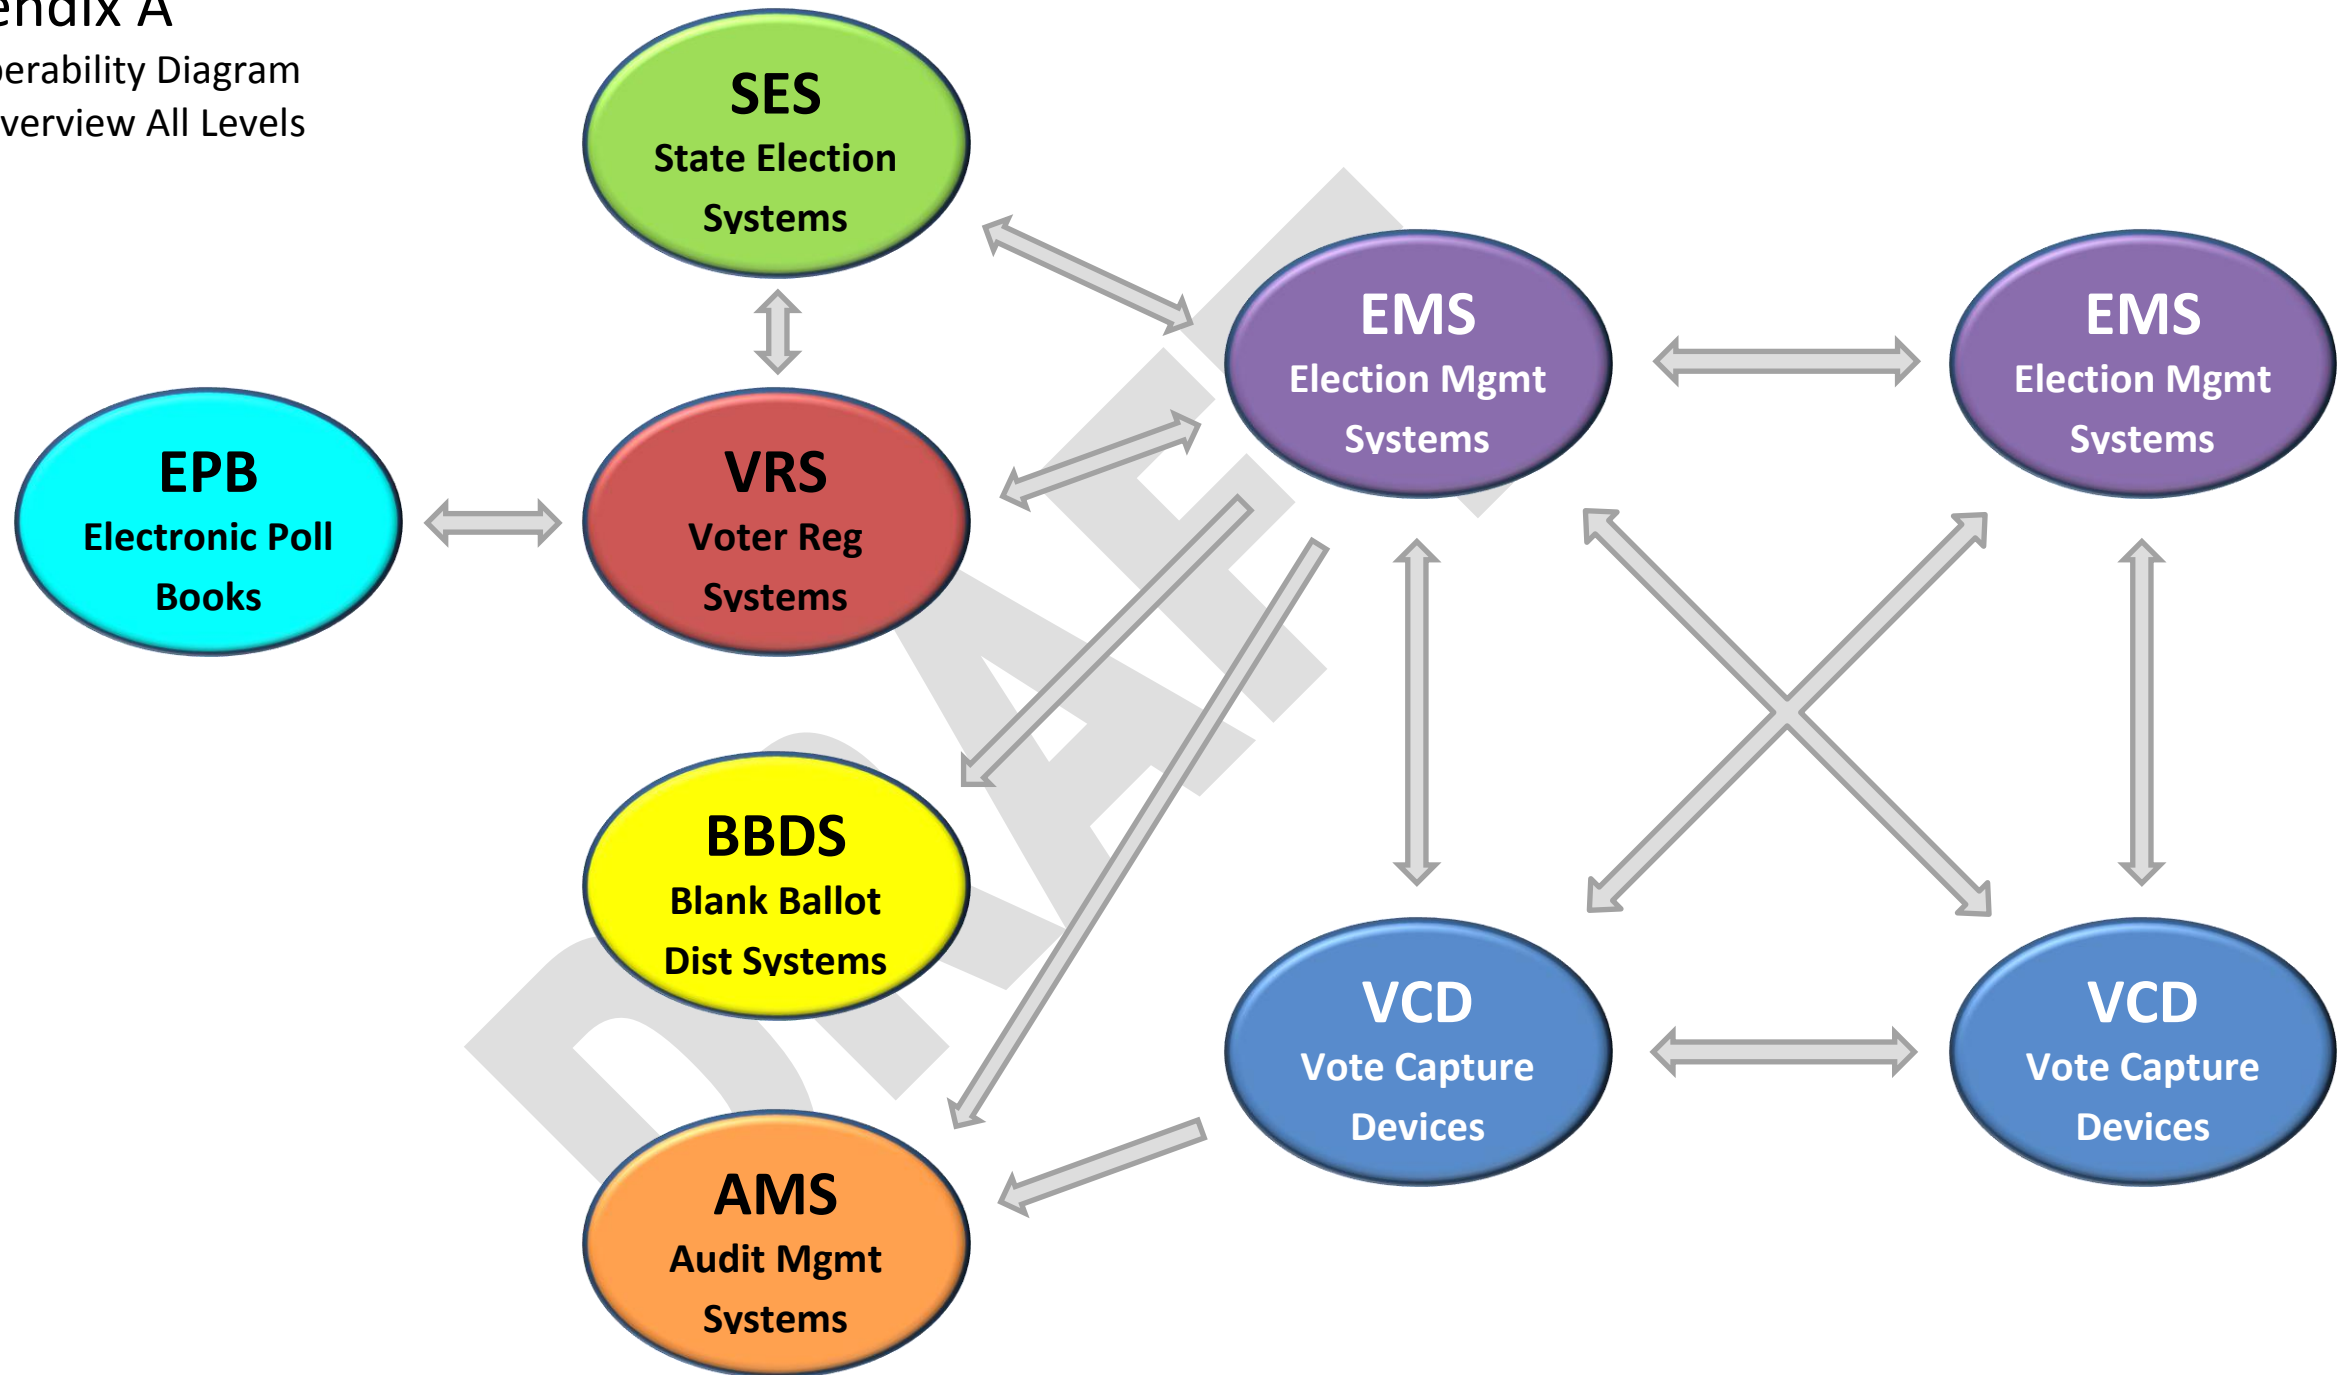 endix A
perability Diagram
verview All Levels
SES
State Election
Systems
EMS
Election Mgmt
Systems
EMS
Election Mgmt
Systems
EPB
Electronic Poll
Books
VRS
Voter Reg
Systems
BBDS
Blank Ballot
Dist Systems
VCD
Vote Capture
Devices
VCD
Vote Capture
Devices
AMS
Audit Mgmt
Systems
DRAFT